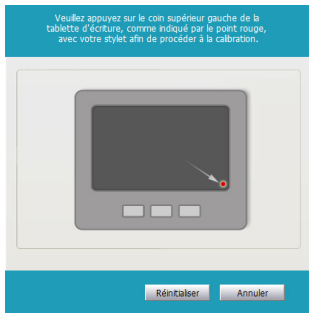 Veuillez appuyez sur le coin supérieur gauche de la
tablette d'écriture, comme indiqué par le point rouge,
avec votre stylet afin de procéder à la calibration.
Réinitialiser
Annuler